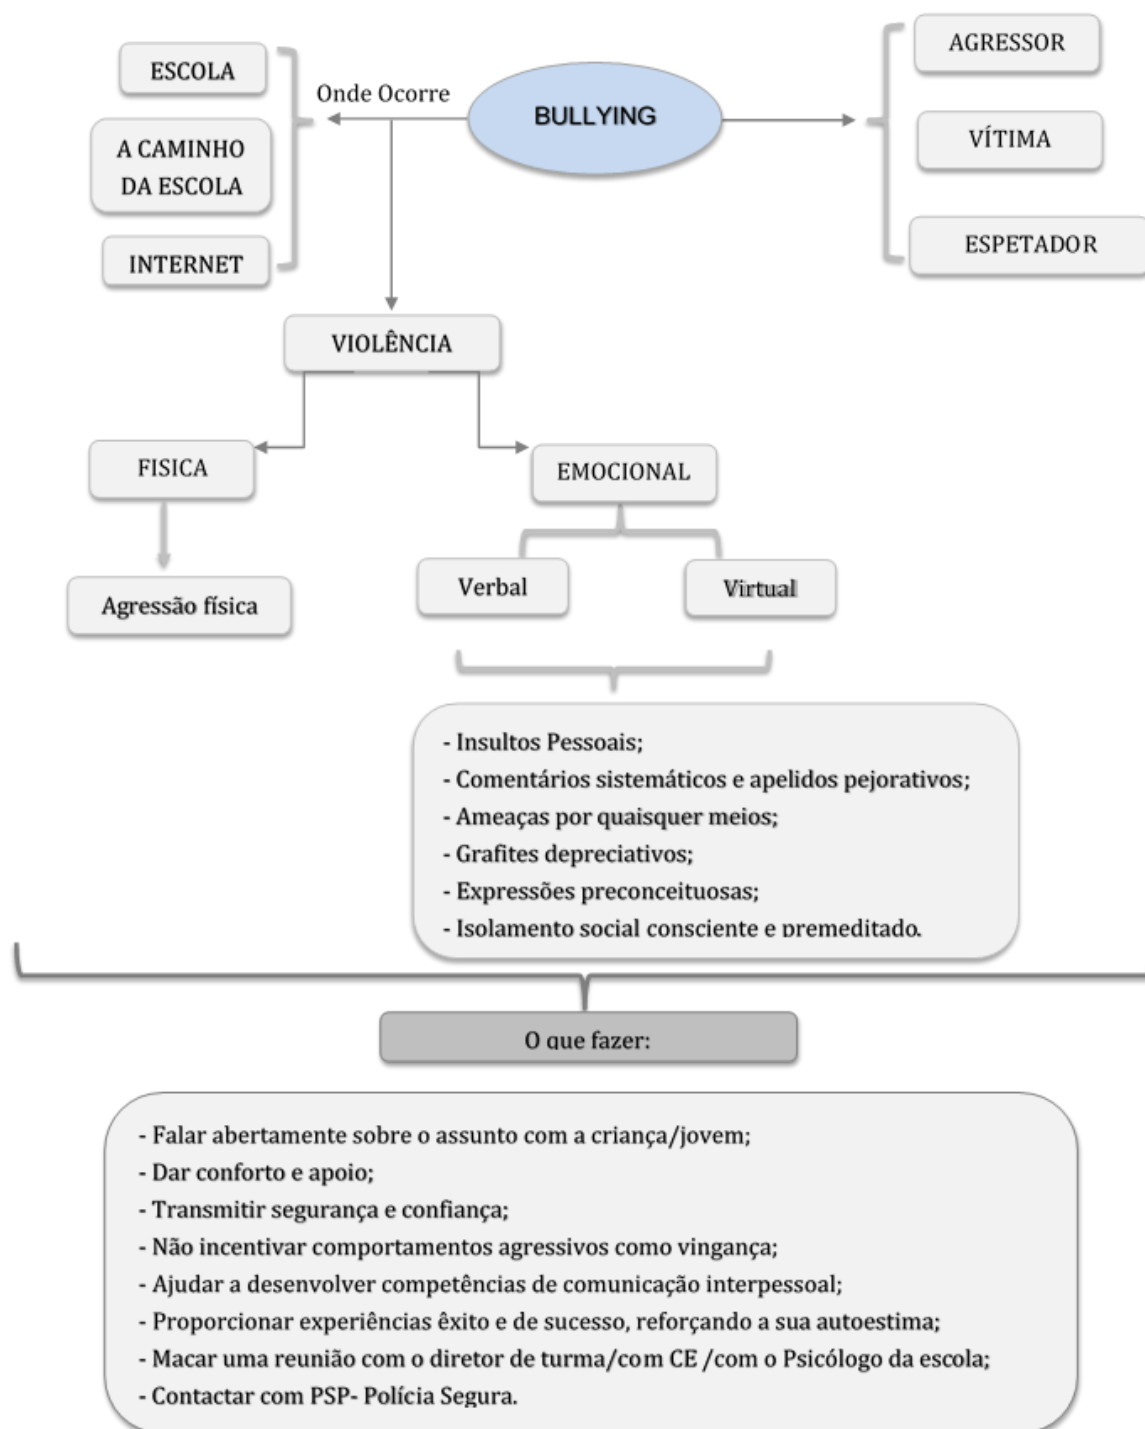 BULLYING
Onde Ocorre
ESCOLA
A CAMINHO
DA ESCOLA
INTERNET
AGRESSOR
VÍTIMA
ESPETADOR
VIOLÊNCIA
FISICA
Agressão física
EMOCIONAL
Verbal
Virtual
- Insultos Pessoais;
- Comentários sistemáticos e apelidos pejorativos;
- Ameaças por quaisquer meios;
- Grafites depreciativos;
- Expressões preconceituosas;
- Isolamento social consciente e premeditado.
O que fazer:
- Falar abertamente sobre o assunto com a criança/jovem;
- Dar conforto e apoio;
- Transmitir segurança e confiança;
- Não incentivar comportamentos agressivos como vingança;
- Ajudar a desenvolver competências de comunicação interpessoal;
- Proporcionar experiências êxito e de sucesso, reforçando a sua autoestima;
- Macar uma reunião com o diretor de turma/com CE /com o Psicólogo da escola;
- Contactar com PSP- Polícia Segura.